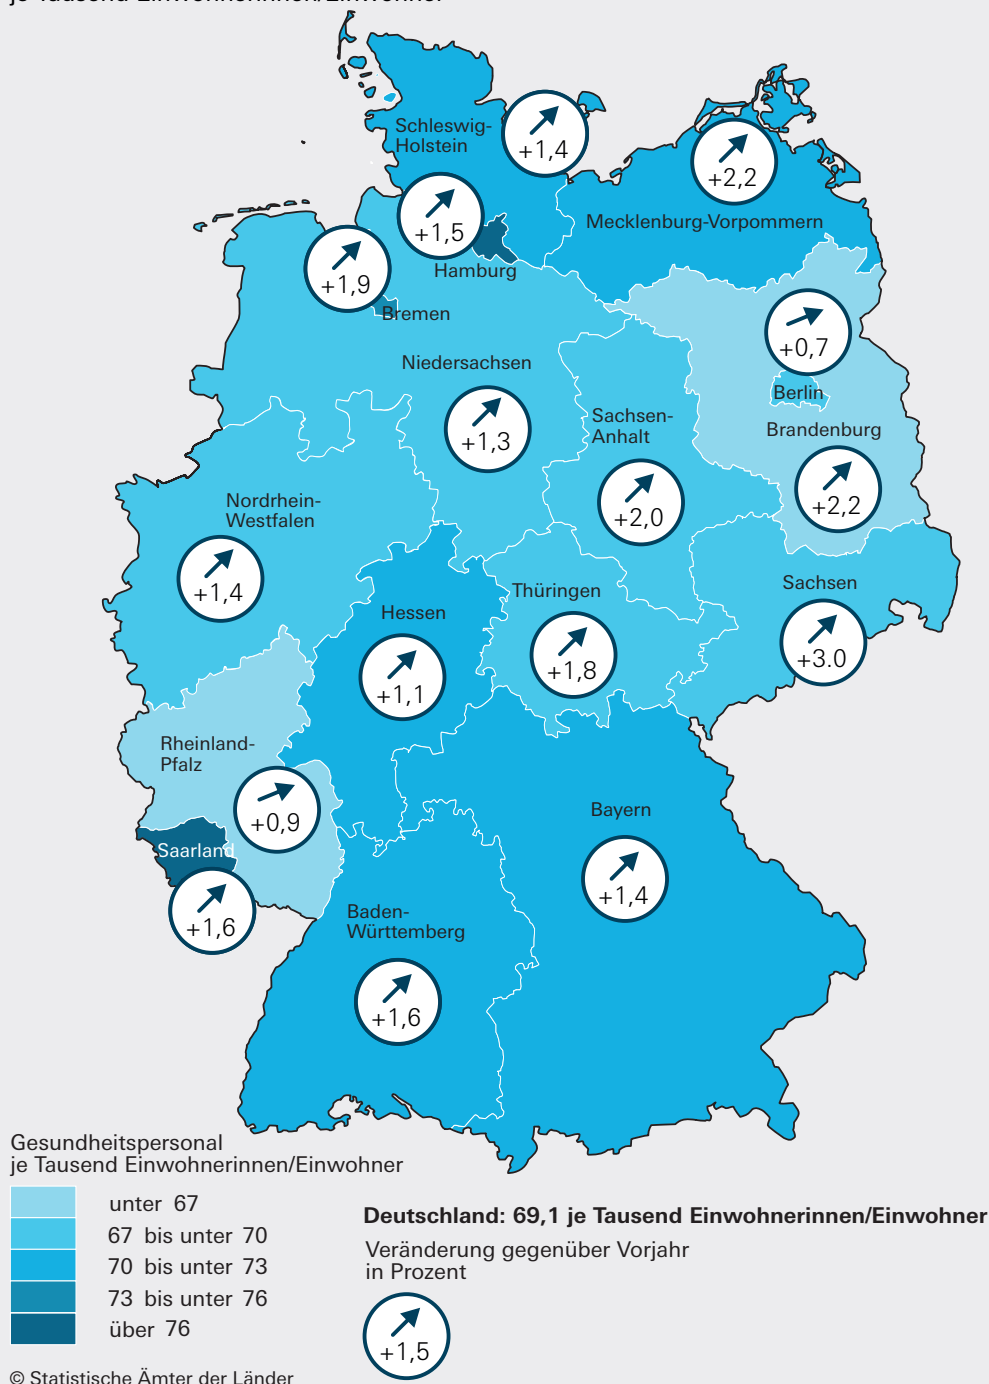 je Tausend Einwohnerinnen/Einwohner
Schleswig-
Holstein
+1,4
+2,2
Mecklenburg-Vorpommern
+1,5
Hamburg
+1,9
Bremen
+0,7
Berlin
Niedersachsen
+1,3
Sachsen-
Anhalt
+2,0
Brandenburg
+2,2
Nordrhein-
Westfalen
+1,4
Hessen
+1,1
Thüringen
+1,8
Sachsen
+3.0
Rheinland-
Pfalz
+0,9
Saarland
+1,6
Bayern
+1,4
Baden-
Württemberg
+1,6
Gesundheitspersonal
je Tausend Einwohnerinnen/Einwohner
unter 67
67 bis unter 70
70 bis unter 73
73 bis unter 76
über 76
Deutschland: 69,1 je Tausend Einwohnerinnen/Einwohner
Veränderung gegenüber Vorjahr
in Prozent
+1,5
© Statistische Ämter der Länder